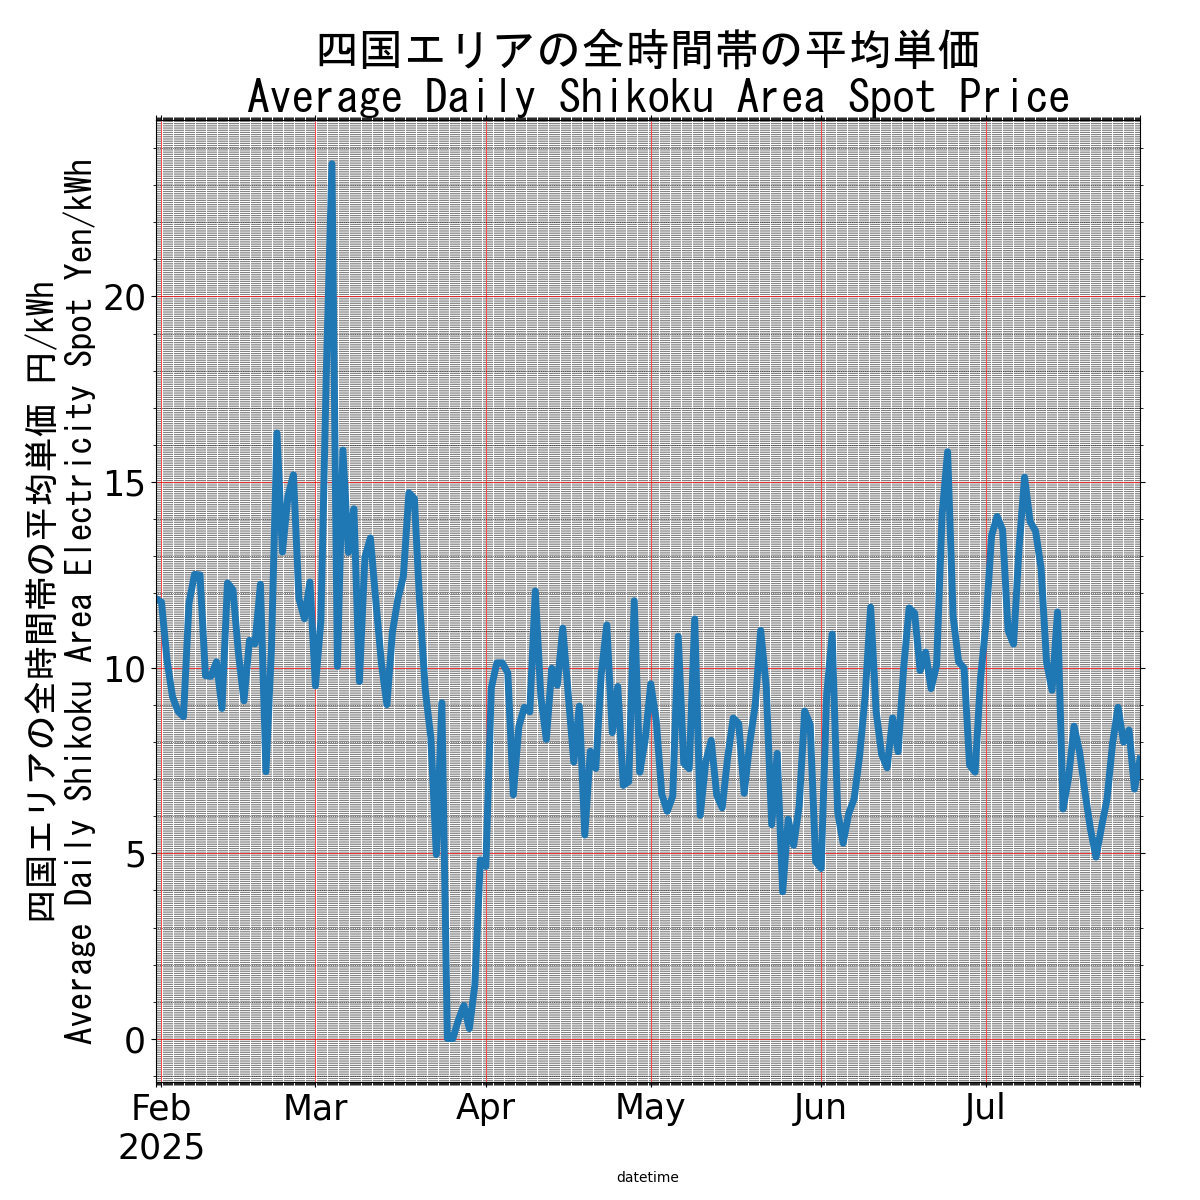 四国エリアの全時間帯の平均単価
Average Daily Shikoku Area Spot Price
四国エリアの全時間帯の平均単価 円/kWh
Average Daily Shikoku Area Electricity Spot Yen/kWh
20
15
10
5
0
Feb Mar Apr May Jun Jul
2025
datetime